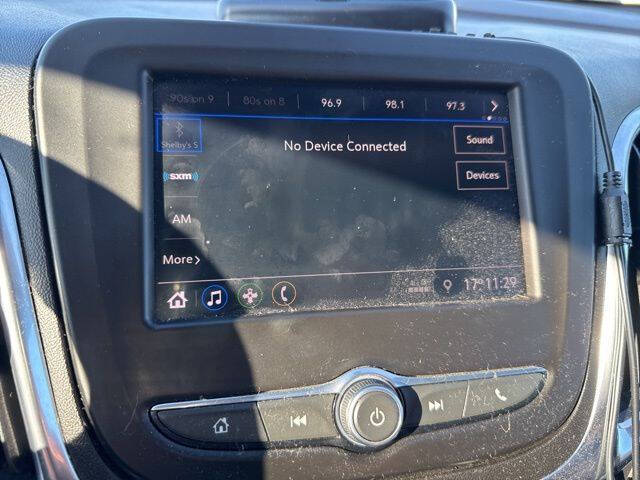 90s on 9 80s on 8 96.9 98.1 97.3
Shelby's S
No Device Connected
Sound
sxm
Devices
AM
More
17° 11:29